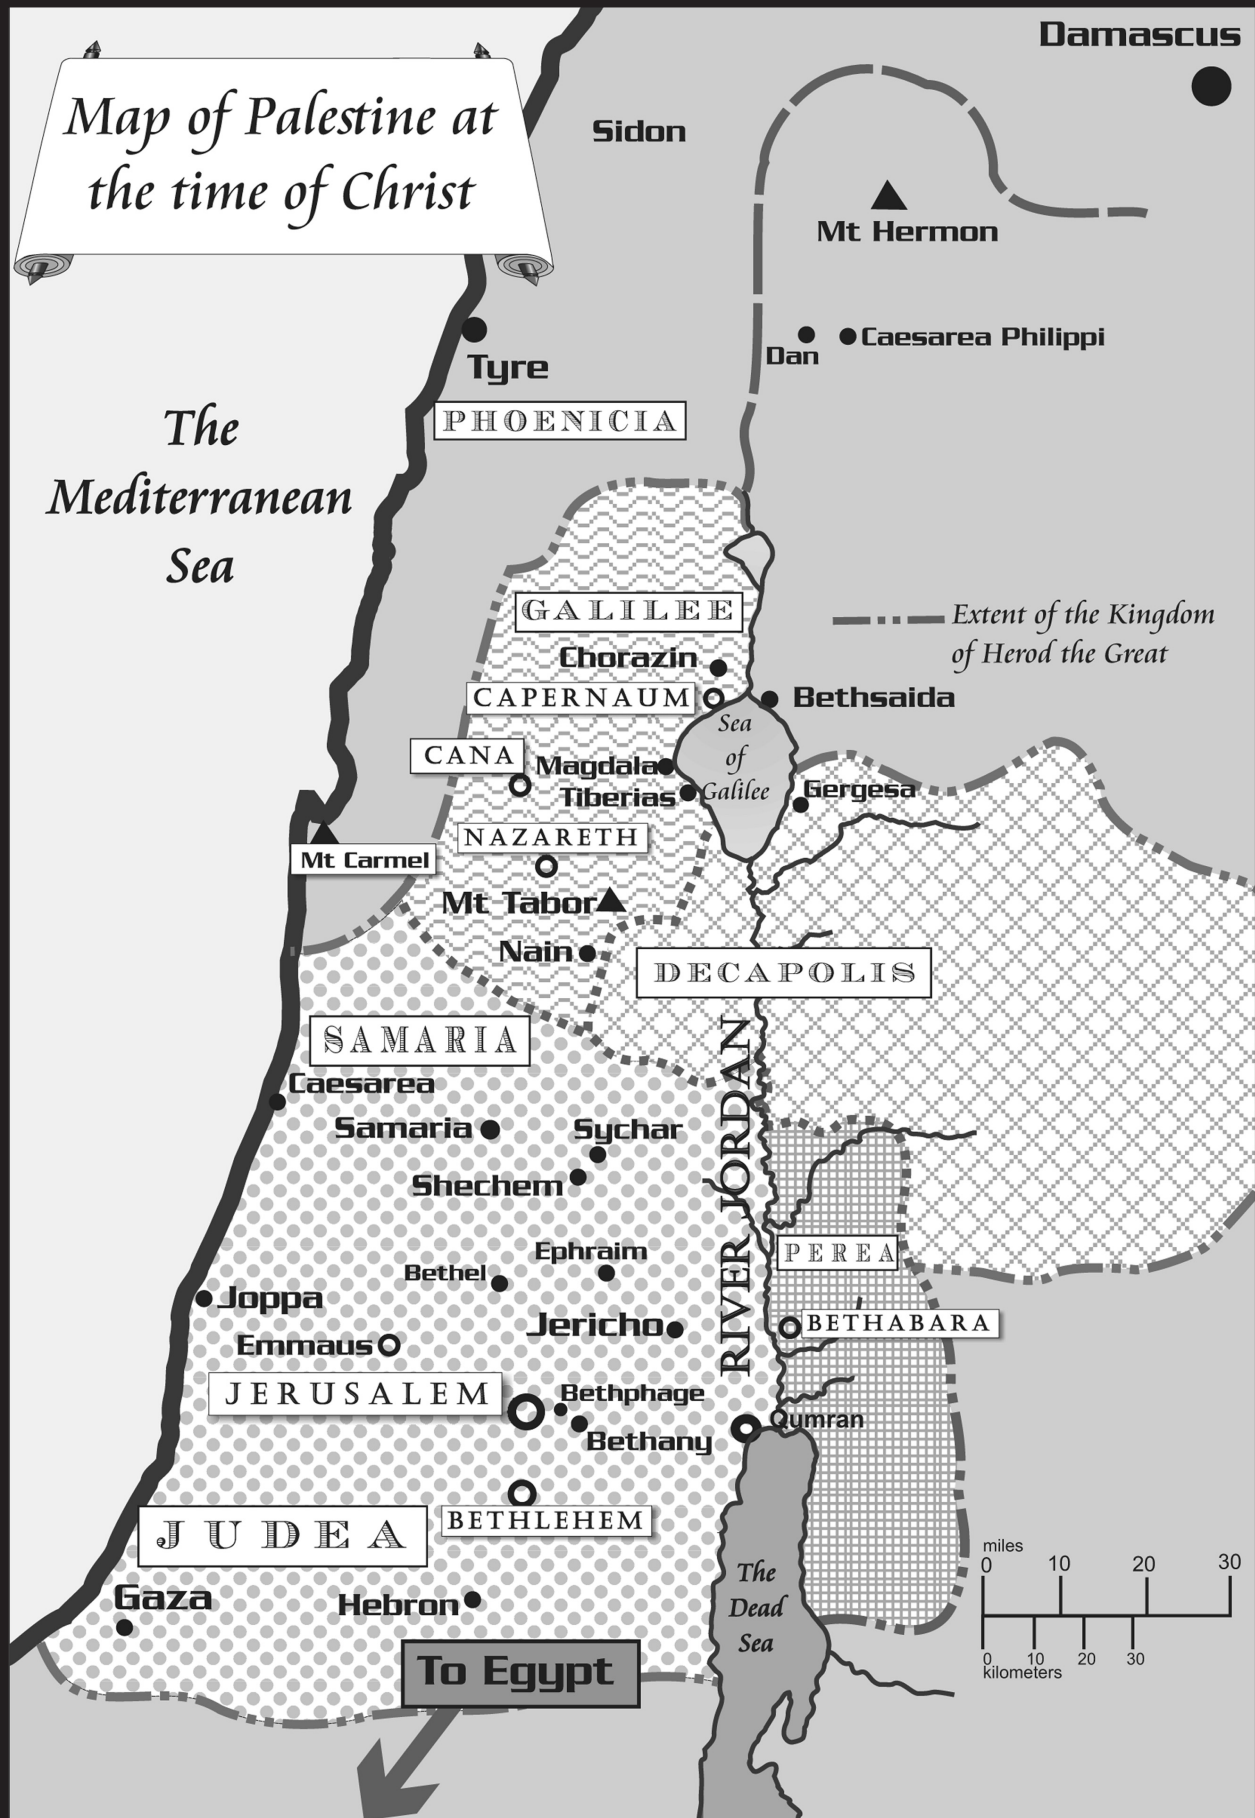 Damascus
Map of Palestine at
the time of Christ
Sidon
Mt Hermon
Dan
Caesarea Philippi
Tyre
PHOENICIA
The
Mediterranean
Sea
GALILEE
Extent of the Kingdom
of Herod the Great
Chorazin
CAPERNAUM
Bethsaida
Sea
of
Galilee
CANA
Magdala
Tiberias
Gergesa
NAZARETH
Mt Carmel
Mt Tabor
Nain
DECAPOLIS
SAMARIA
Caesarea
Samaria
Sychar
Shechem
RIVER JORDAN
Ephraim
Bethel
PEREA
Joppa
Jericho
BETHABARA
Emmaus
JERUSALEM
Bethphage
Bethany
Qumran
BETHLEHEM
JUDEA
Gaza
Hebron
The
Dead
Sea
To Egypt
miles
0 10 20 30
0 10 20 30
kilometers